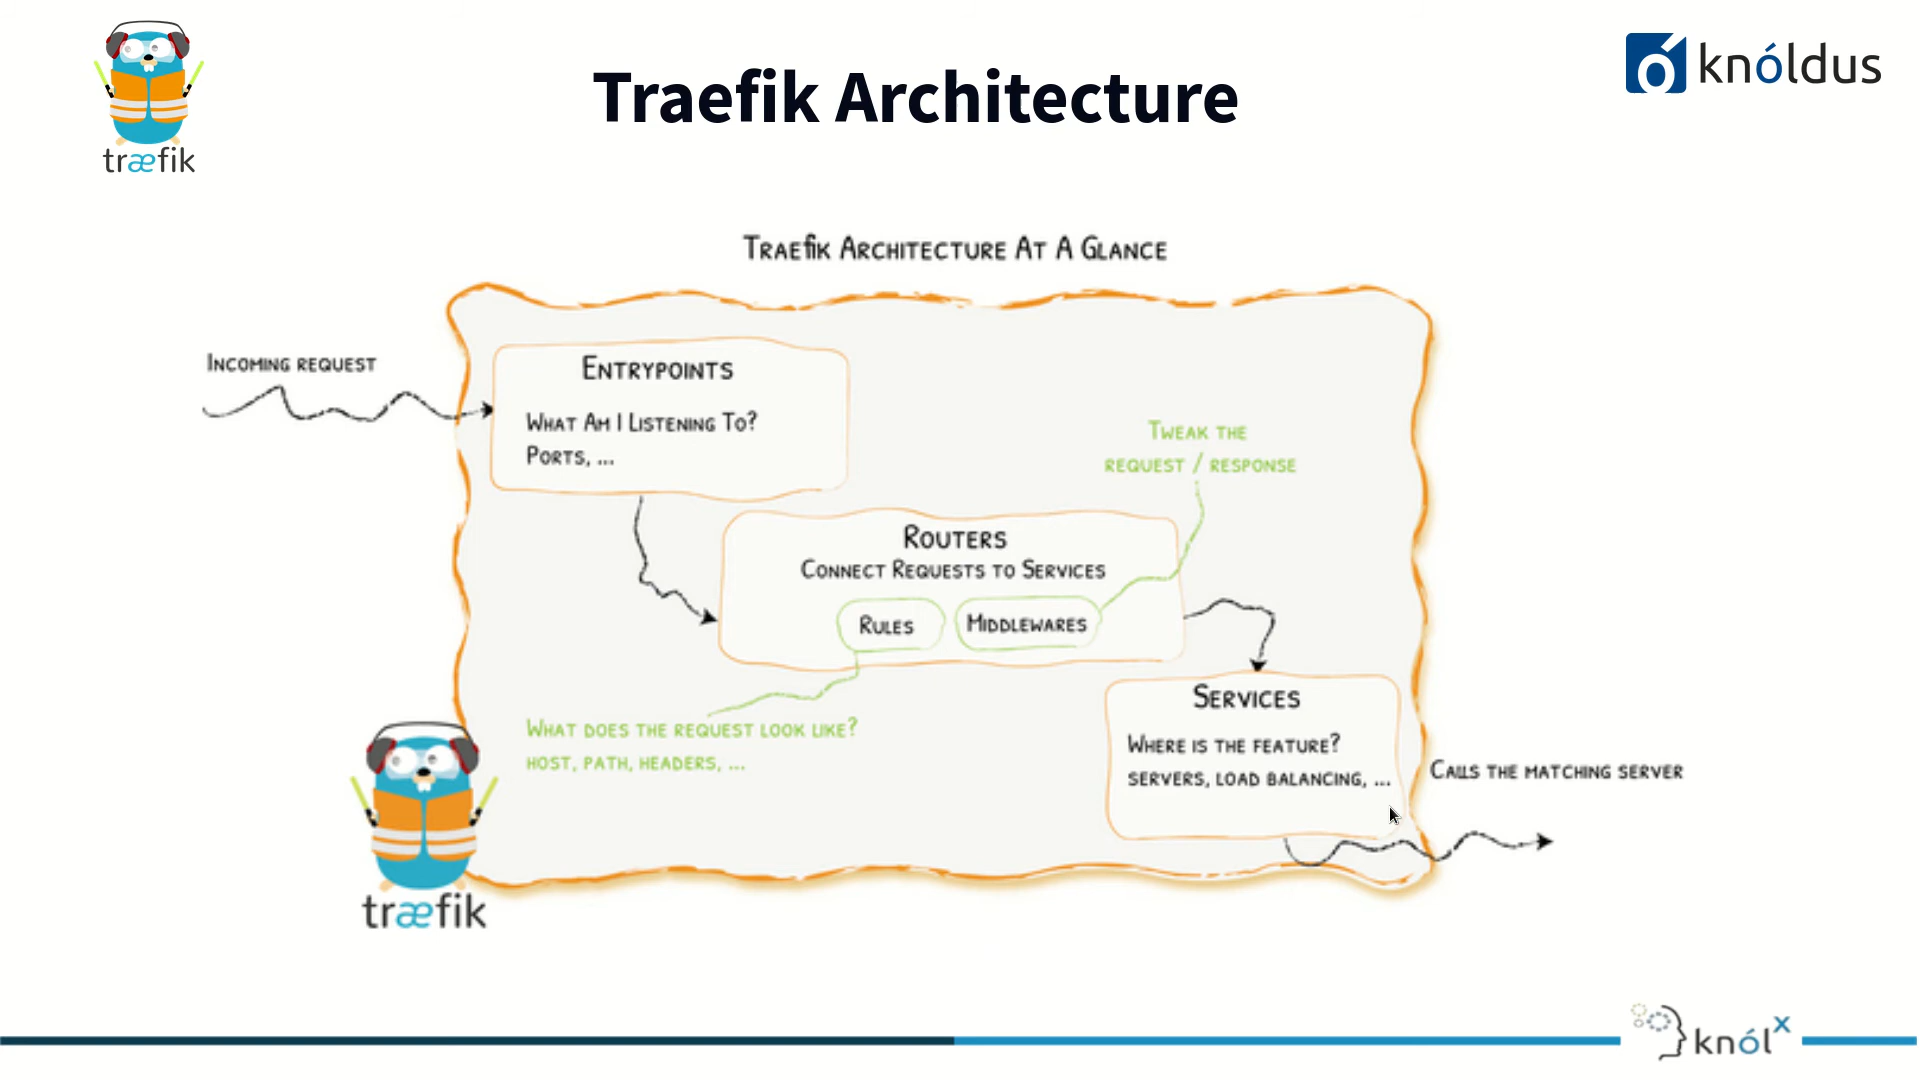 træfik
Traefik Architecture
knóldus
Traefik Architecture At A Glance
Incoming request
Entrypoints
What Am I Listening To?
Ports, ...
Tweak the
request / response
Routers
Connect Requests to Services
Rules
Middlewares
Services
Where is the feature?
servers, load balancing, ...
What does the request look like?
host, path, headers, ...
Calls the matching server
træfik
knólx